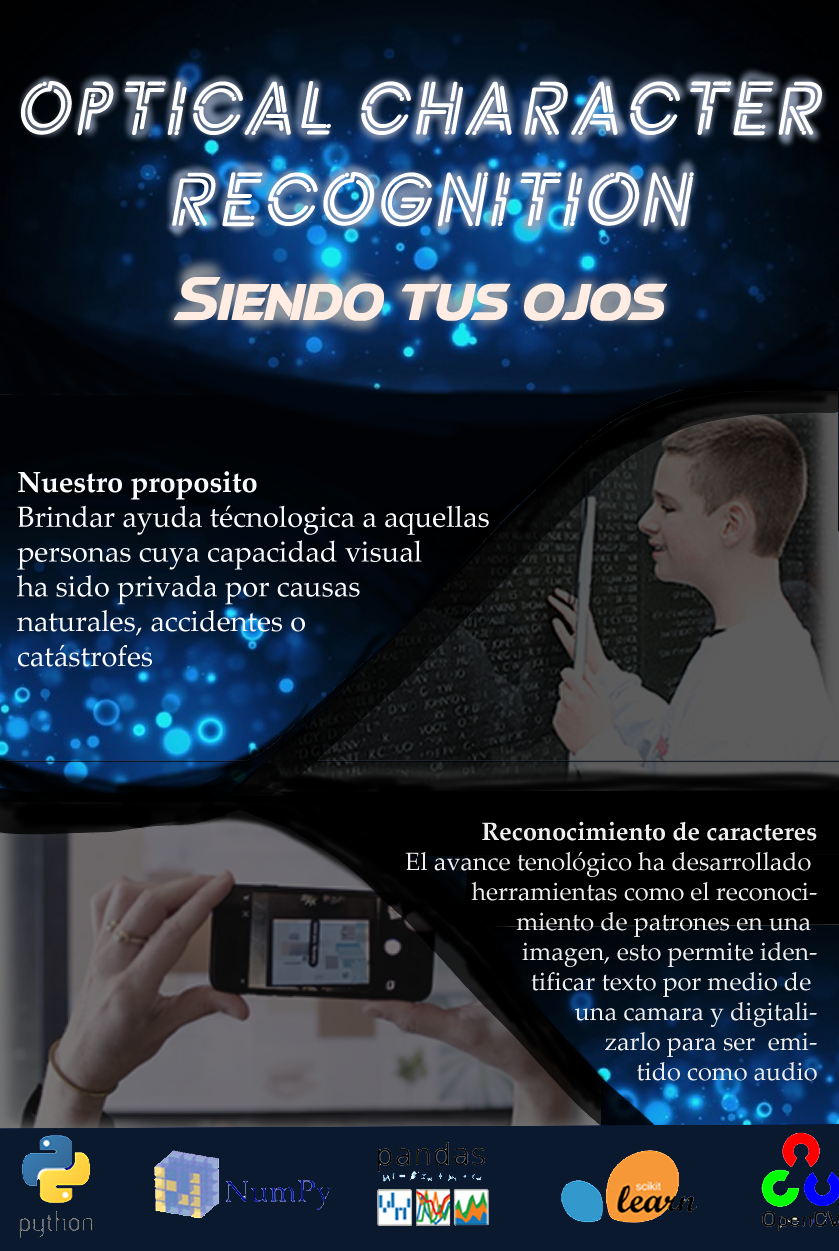 OPTICAL CHARACTER
RECOGNITION
SIENDO TUS OJOS
Nuestro proposito
Brindar ayuda técnologica a aquellas
personas cuya capacidad visual
ha sido privada por causas
naturales, accidentes o
catástrofes
Reconocimiento de caracteres
El avance tenológico ha desarrollado
herramientas como el reconoci-
miento de patrones en una
imagen, esto permite iden-
tificar texto por medio de
una camara y digitali-
zarlo para ser emi-
tido como audio
python
NumPy
pandas
scikit
learn
OpenCV